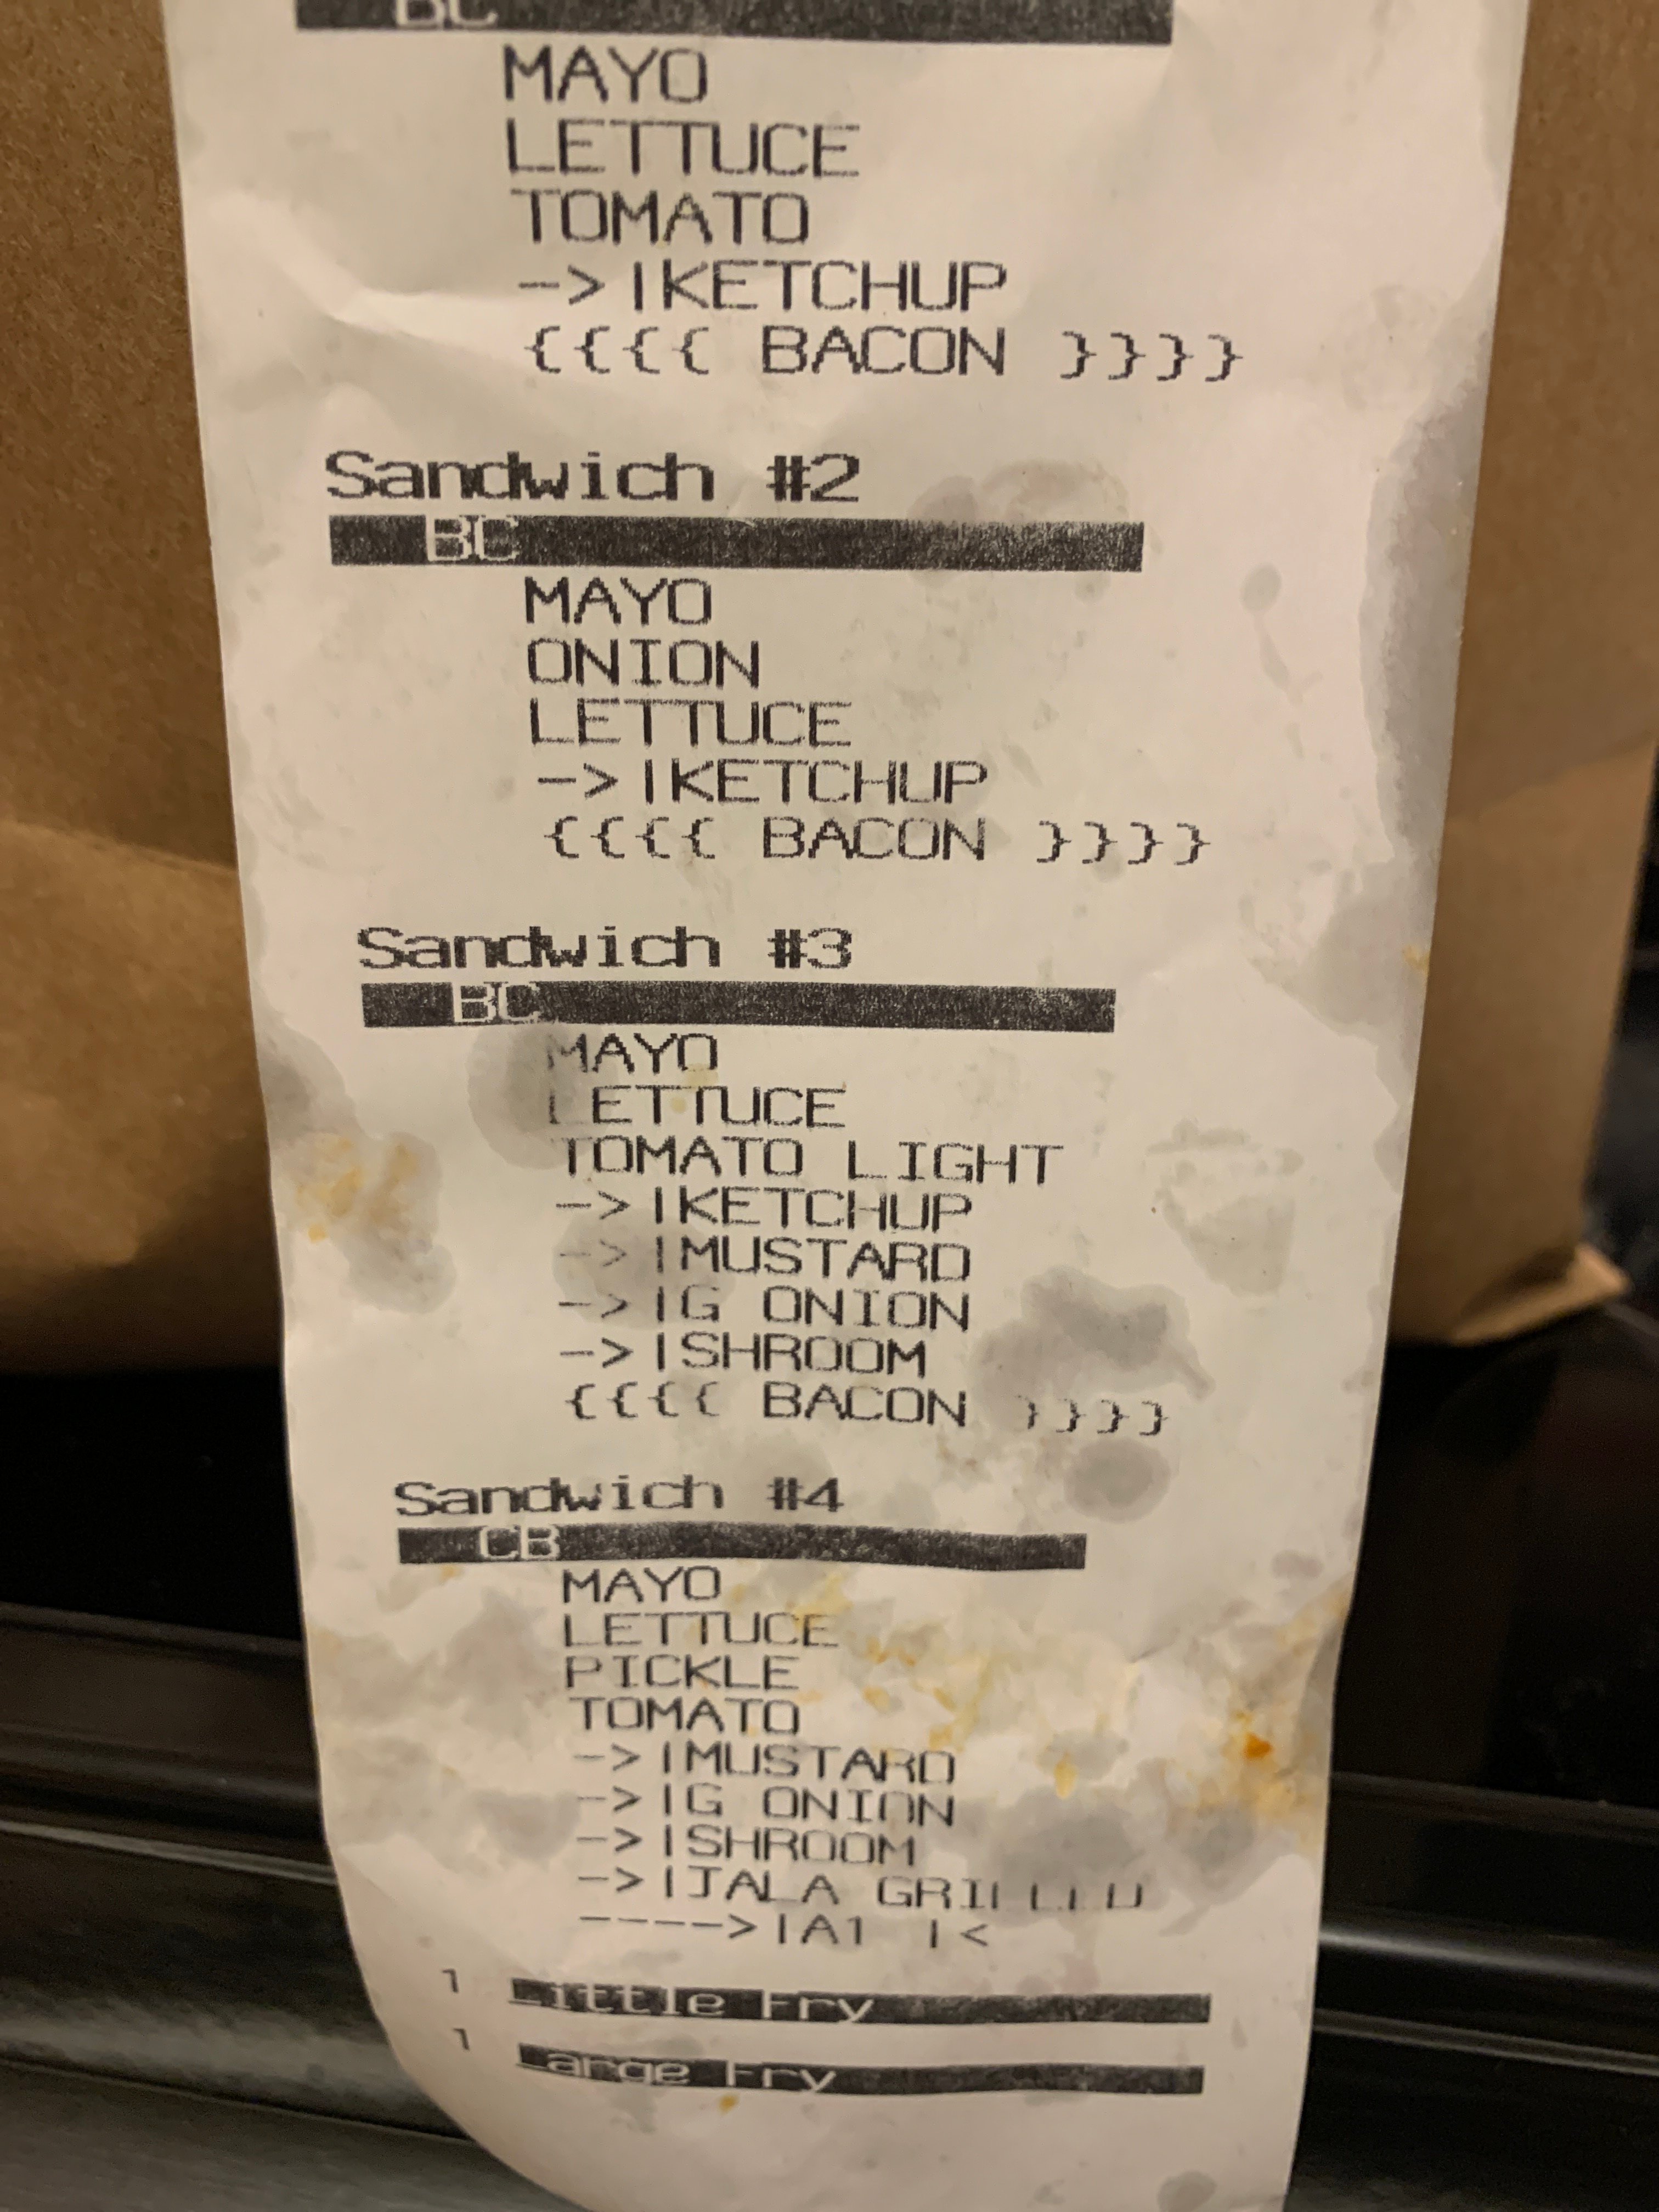 BC
MAYO
LETTUCE
TOMATO
->|KETCHUP
{{{{ BACON }}}}
Sandwich #2
BC
MAYO
ONION
LETTUCE
->|KETCHUP
{{{{ BACON }}}}
Sandwich #3
BC
MAYO
LETTUCE
TOMATO LIGHT
->|KETCHUP
->|MUSTARD
->|G ONION
->|SHROOM
{{{{ BACON }}}}
Sandwich #4
CB
MAYO
LETTUCE
PICKLE
TOMATO
->|MUSTARD
->|G ONION
->|SHROOM
->|JALA GRILLED
---->|A1 |<
1 Little Fry
1 Large Fry